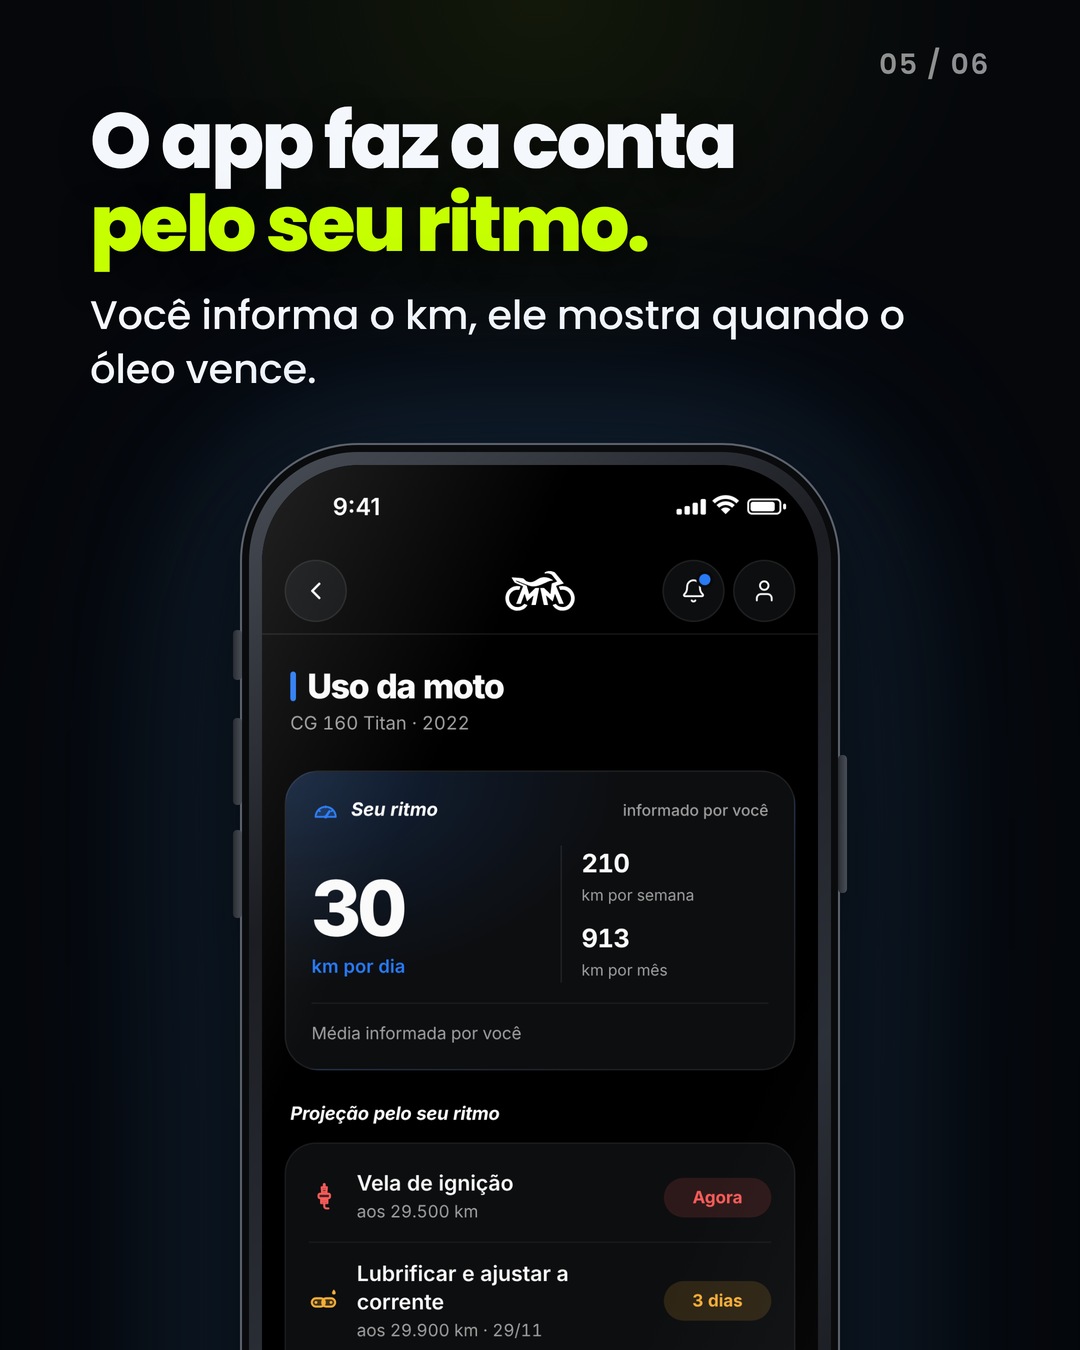 05 / 06
O app faz a conta
pelo seu ritmo.
Você informa o km, ele mostra quando o
óleo vence.
9:41
MM
Uso da moto
CG 160 Titan · 2022
Seu ritmo
informado por você
30
km por dia
210
km por semana
913
km por mês
Média informada por você
Projeção pelo seu ritmo
Vela de ignição
aos 29.500 km
Agora
Lubrificar e ajustar a
corrente
aos 29.900 km · 29/11
3 dias